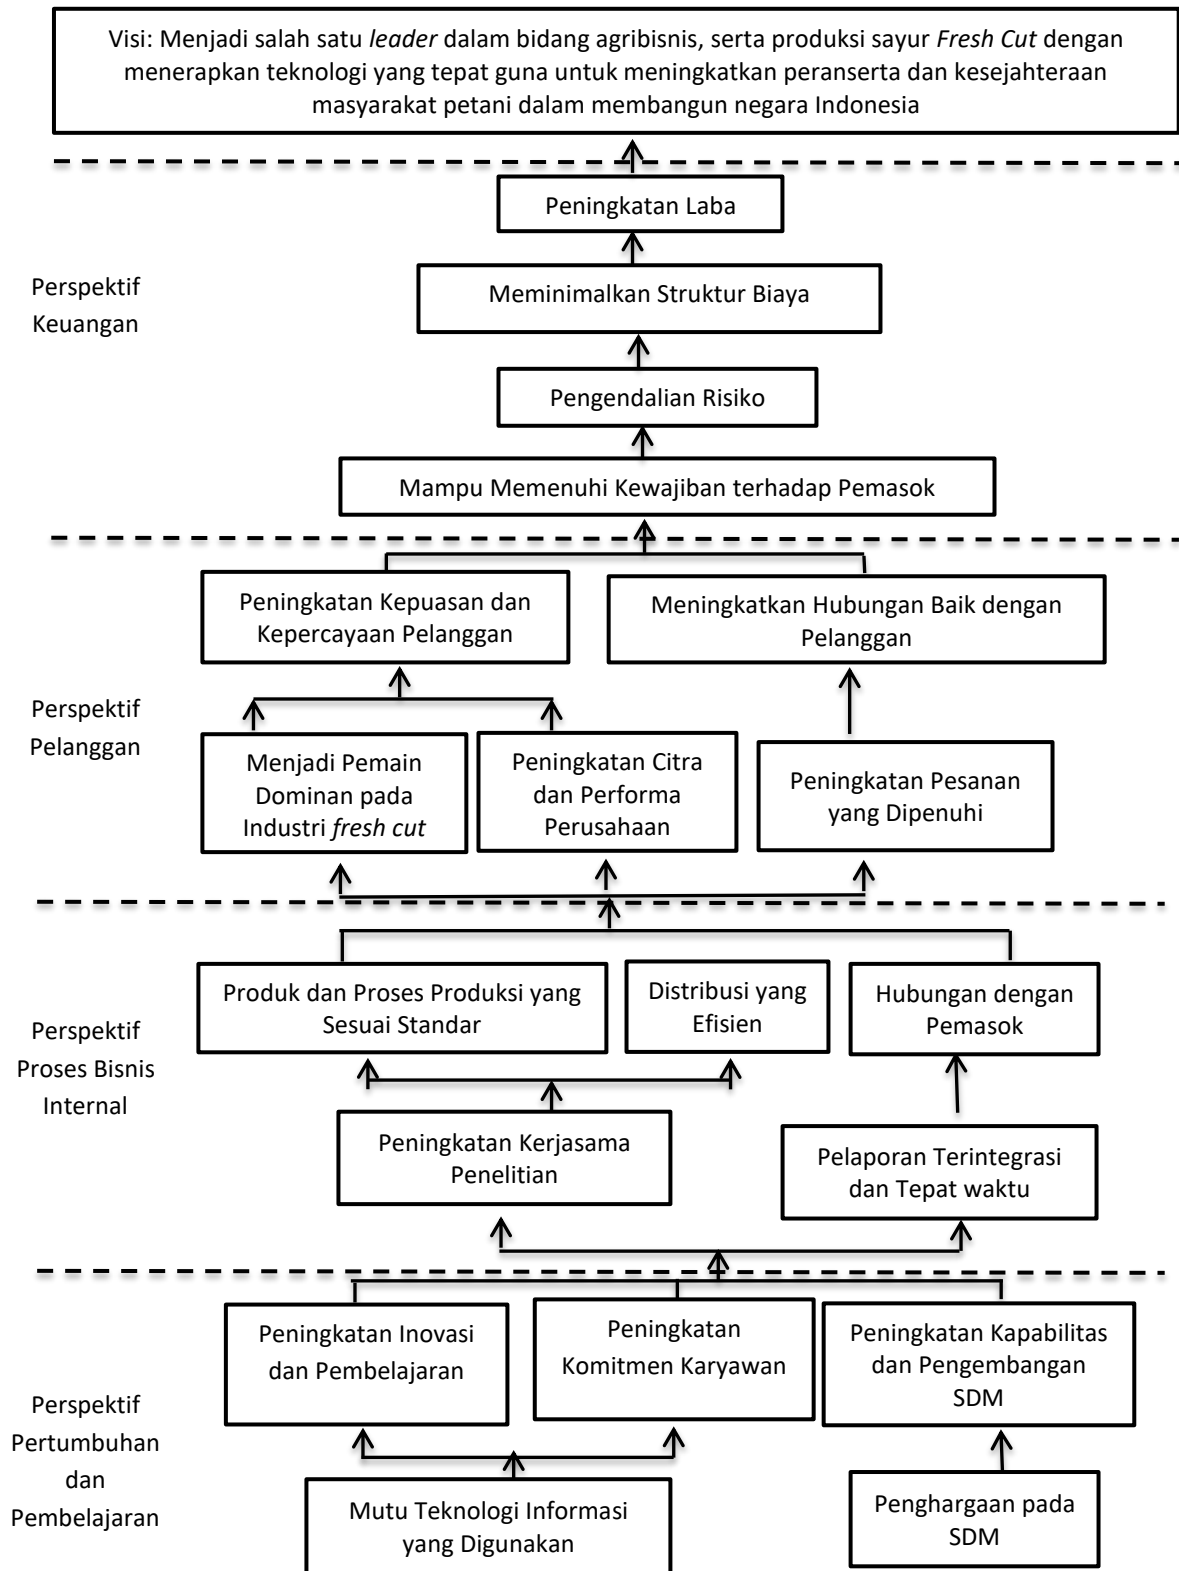 Visi: Menjadi salah satu leader dalam bidang agribisnis, serta produksi sayur Fresh Cut dengan
menerapkan teknologi yang tepat guna untuk meningkatkan peranserta dan kesejahteraan
masyarakat petani dalam membangun negara Indonesia
Perspektif
Keuangan
Peningkatan Laba
Meminimalkan Struktur Biaya
Pengendalian Risiko
Mampu Memenuhi Kewajiban terhadap Pemasok
Perspektif
Pelanggan
Peningkatan Kepuasan dan
Kepercayaan Pelanggan
Meningkatkan Hubungan Baik dengan
Pelanggan
Menjadi Pemain
Dominan pada
Industri fresh cut
Peningkatan Citra
dan Performa
Perusahaan
Peningkatan Pesanan
yang Dipenuhi
Perspektif
Proses Bisnis
Internal
Produk dan Proses Produksi yang
Sesuai Standar
Distribusi yang
Efisien
Hubungan dengan
Pemasok
Peningkatan Kerjasama
Penelitian
Pelaporan Terintegrasi
dan Tepat waktu
Perspektif
Pertumbuhan
dan
Pembelajaran
Peningkatan Inovasi
dan Pembelajaran
Peningkatan
Komitmen Karyawan
Peningkatan Kapabilitas
dan Pengembangan
SDM
Mutu Teknologi Informasi
yang Digunakan
Penghargaan pada
SDM